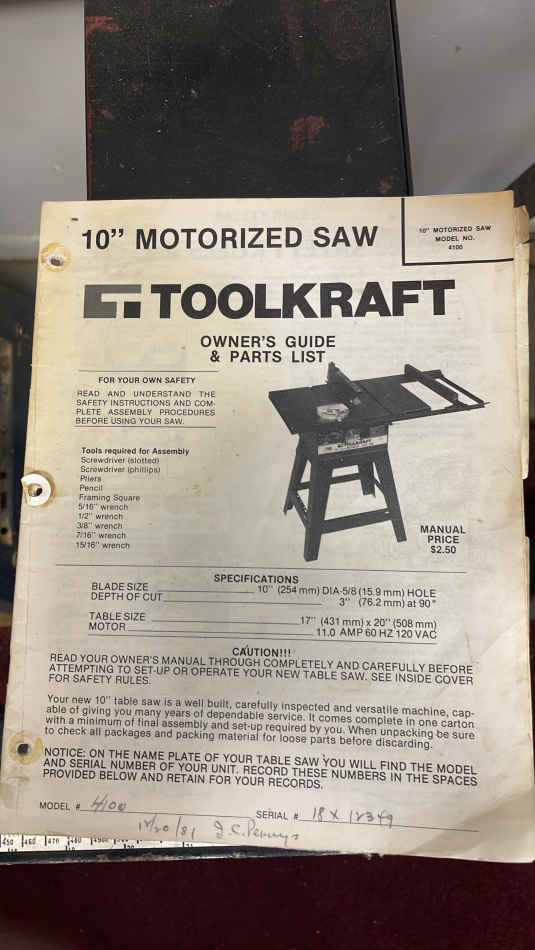 10'' MOTORIZED SAW
10'' MOTORIZED SAW
MODEL NO.
4100
TOOLKRAFT
OWNER'S GUIDE
& PARTS LIST
FOR YOUR OWN SAFETY
READ AND UNDERSTAND THE
SAFETY INSTRUCTIONS AND COM-
PLETE ASSEMBLY PROCEDURES
BEFORE USING YOUR SAW.
Tools required for Assembly
Screwdriver (slotted)
Screwdriver (phillips)
Pliers
Pencil
Framing Square
5/16'' wrench
1/2'' wrench
3/8'' wrench
7/16'' wrench
15/16'' wrench
TOOLKRAFT
MANUAL
PRICE
$2.50
SPECIFICATIONS
BLADE SIZE 10'' (254 mm) DIA-5/8 (15.9 mm) HOLE
DEPTH OF CUT 3'' (76.2 mm) at 90°
TABLE SIZE 17'' (431 mm) x 20'' (508 mm)
MOTOR 11.0 AMP 60 HZ 120 VAC
CAUTION!!!
READ YOUR OWNER'S MANUAL THROUGH COMPLETELY AND CAREFULLY BEFORE
ATTEMPTING TO SET-UP OR OPERATE YOUR NEW TABLE SAW. SEE INSIDE COVER
FOR SAFETY RULES.
Your new 10'' table saw is a well built, carefully inspected and versatile machine, cap-
able of giving you many years of dependable service. It comes complete in one carton
with a minimum of final assembly and set-up required by you. When unpacking be sure
to check all packages and packing material for loose parts before discarding.
NOTICE: ON THE NAME PLATE OF YOUR TABLE SAW YOU WILL FIND THE MODEL
AND SERIAL NUMBER OF YOUR UNIT. RECORD THESE NUMBERS IN THE SPACES
PROVIDED BELOW AND RETAIN FOR YOUR RECORDS.
MODEL # 4100 SERIAL # 18 X 12349
12/20/81 J.C. Pennys
450 460 470 480